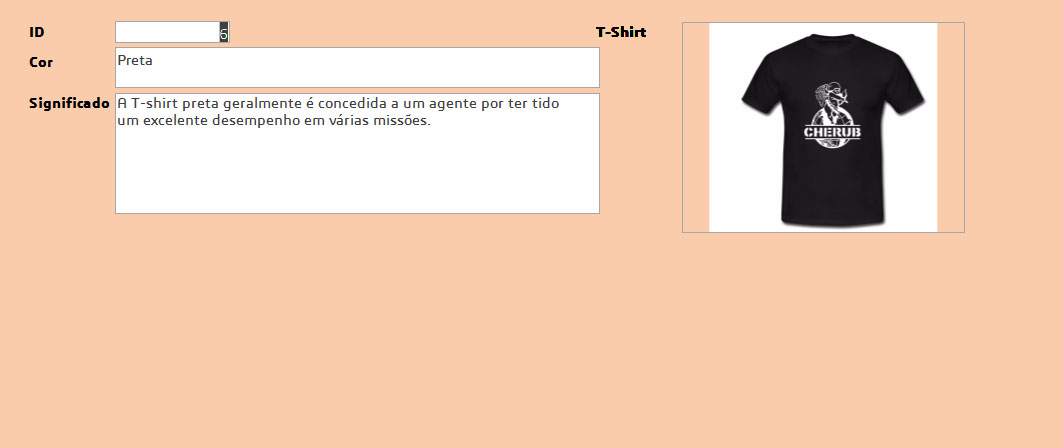 ID
6
T-Shirt
Cor
Preta
Significado
A T-shirt preta geralmente é concedida a um agente por ter tido
um excelente desempenho em várias missões.
CHERUB